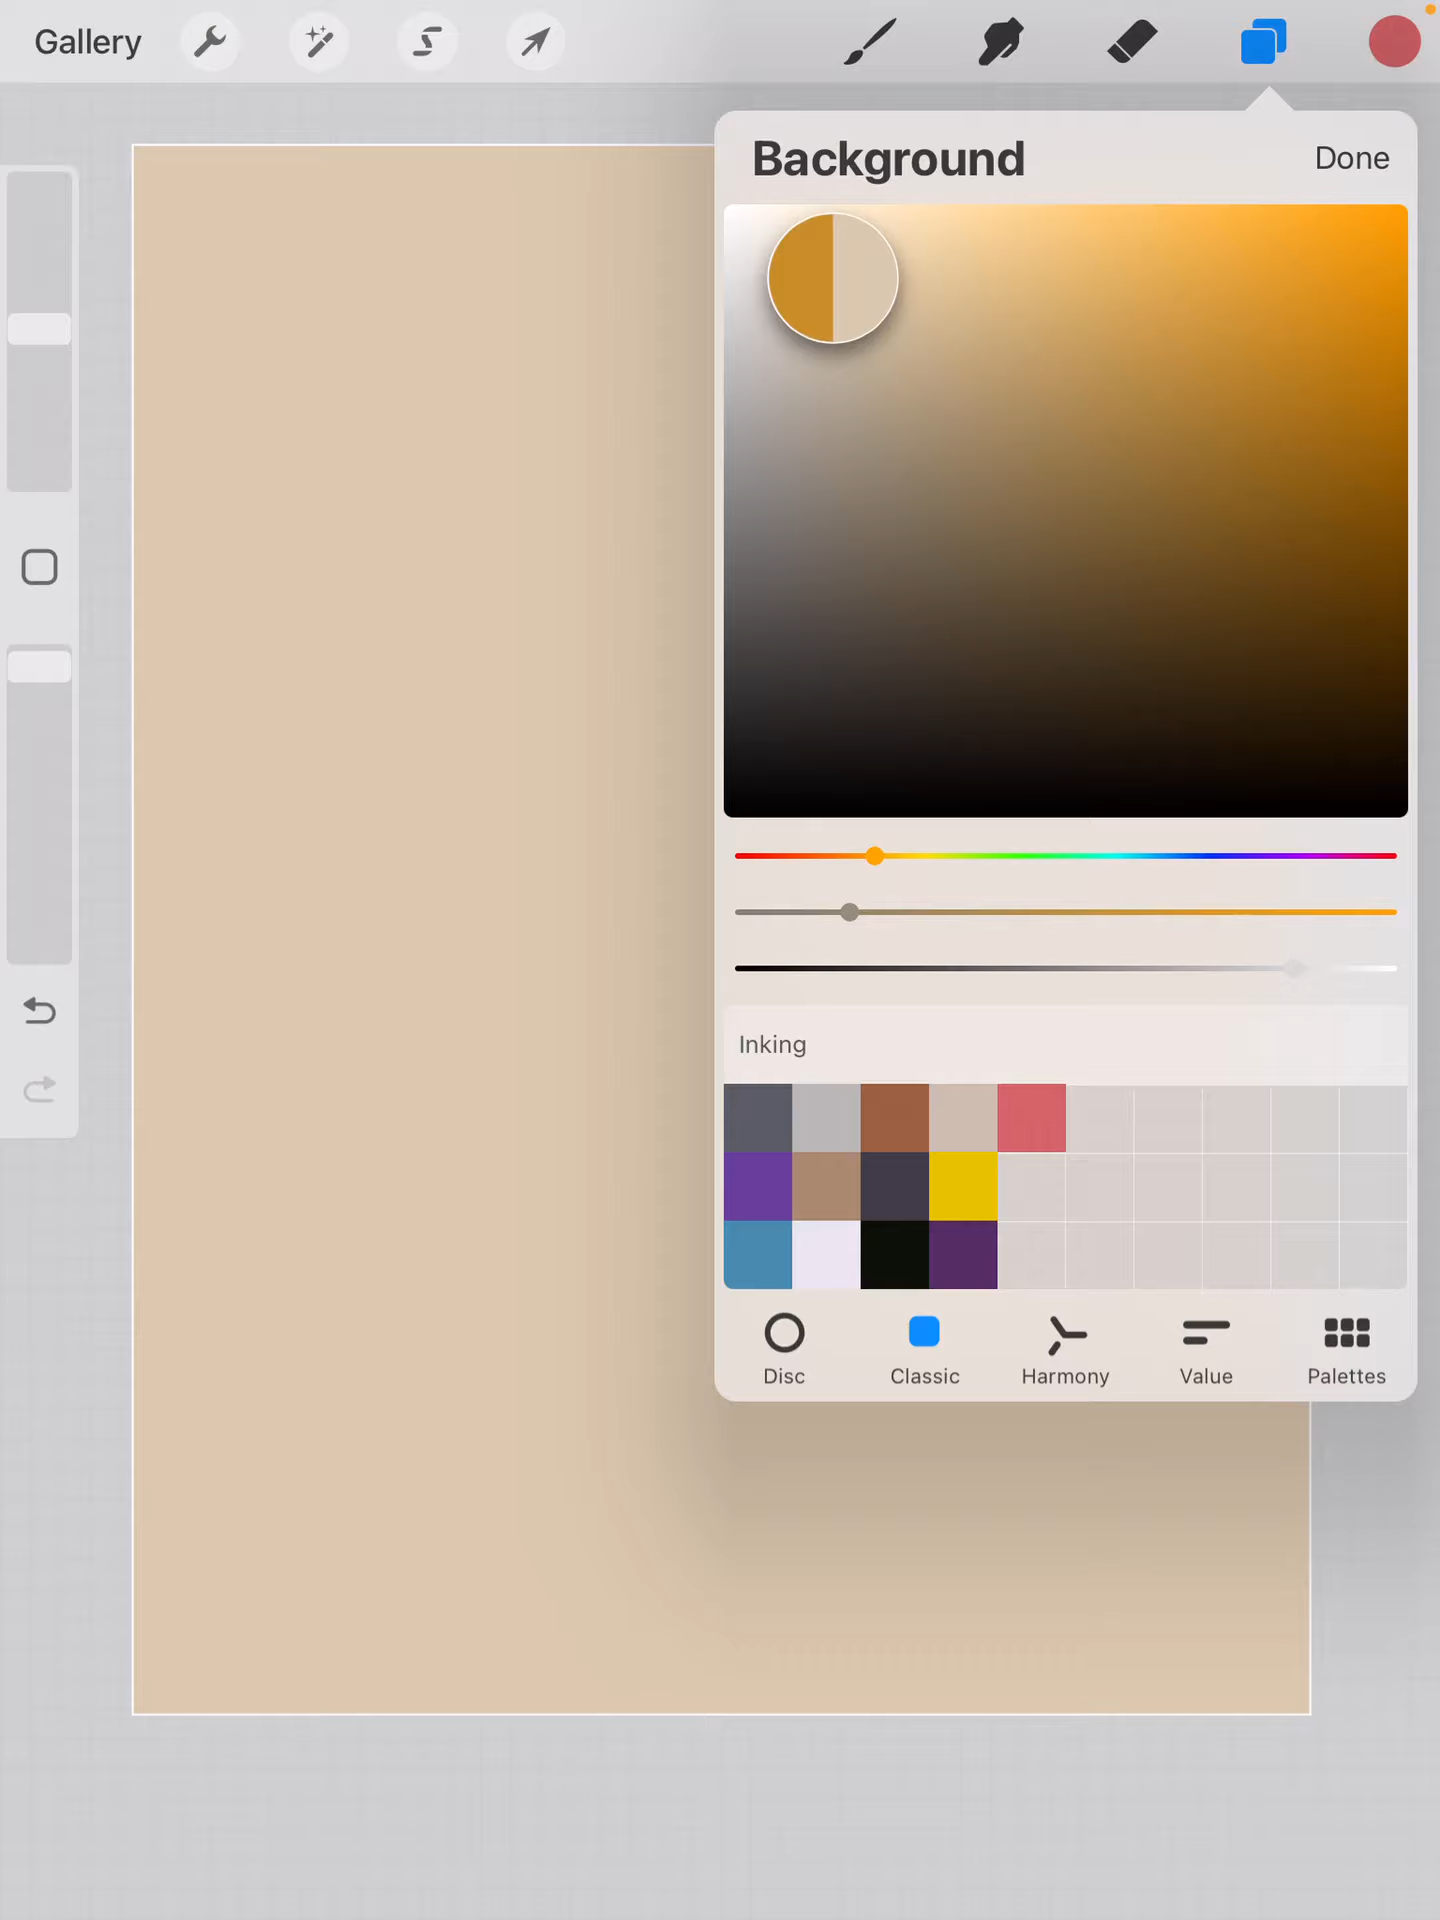 Gallery
Background
Done
Inking
Disc
Classic
Harmony
Value
Palettes